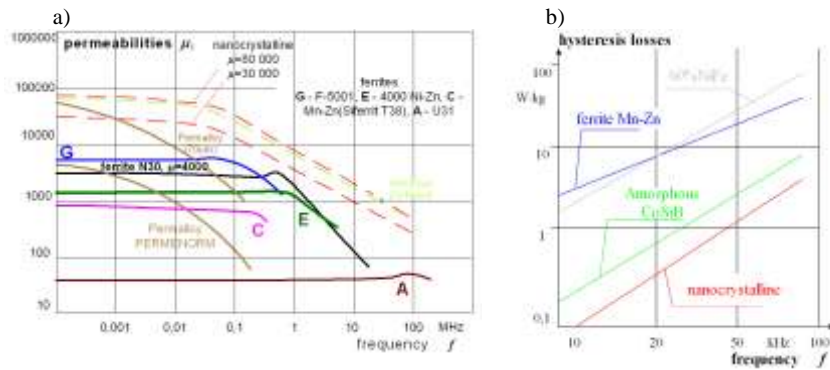 a)
permeabilities μi
1000000
100000
10000
1000
100
10
nanocrystalline
μ=80 000
μ=30 000
ferrites
G - F-5001, E - 4000 Ni-Zn, C -
Mn-Zn(Siferrit T38), A - U31
Permalloy
G
ferrite N30, μ=4000,
E
C
Permalloy
PERMENORM
A
0.001 0,01 0,1 1 10 100 MHz
frequency f
b)
hysteresis losses
100
W/kg
ferrite Mn-Zn
10
Amorphous
CoSiB
1
nanocrystalline
0,1
10 20 50 kHz 100
frequency f